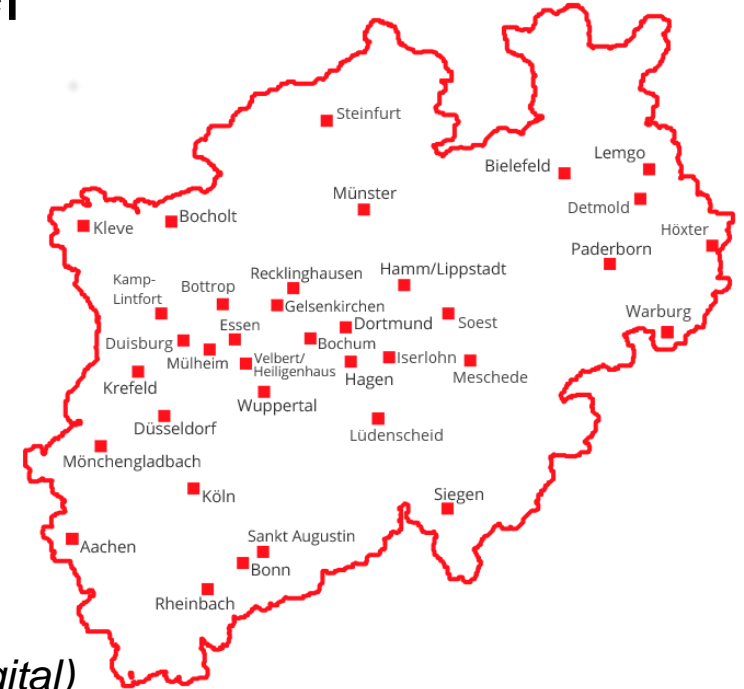 Steinfurt
Lemgo
Bielefeld
Münster
Detmold
Bocholt
Kleve
Höxter
Paderborn
Recklinghausen
Hamm/Lippstadt
Kamp-
Lintfort
Bottrop
Gelsenkirchen
Warburg
Dortmund
Soest
Essen
Duisburg
Bochum
Mülheim
Velbert/
Heiligenhaus
Iserlohn
Hagen
Meschede
Krefeld
Wuppertal
Düsseldorf
Lüdenscheid
Mönchengladbach
Köln
Siegen
Sankt Augustin
Aachen
Bonn
Rheinbach
gital)